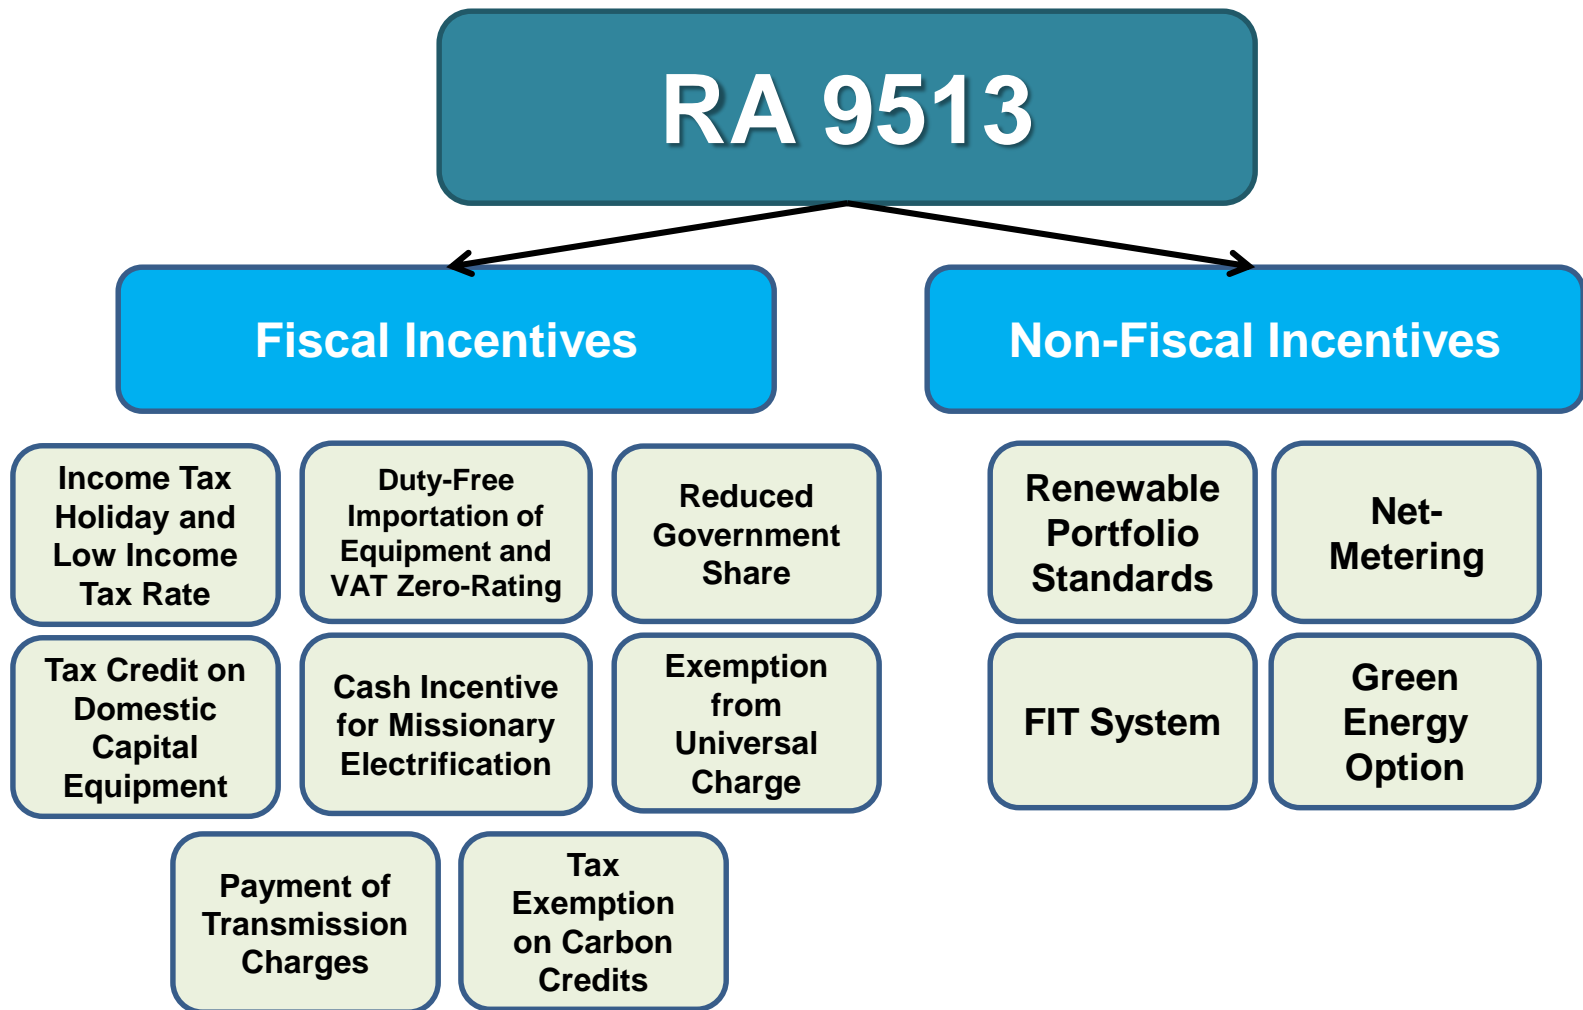 RA 9513
Fiscal Incentives
Non-Fiscal Incentives
Income Tax
Holiday and
Low Income
Tax Rate
Duty-Free
Importation of
Equipment and
VAT Zero-Rating
Reduced
Government
Share
Renewable
Portfolio
Standards
Net-
Metering
Tax Credit on
Domestic
Capital
Equipment
Cash Incentive
for Missionary
Electrification
Exemption
from
Universal
Charge
FIT System
Green
Energy
Option
Payment of
Transmission
Charges
Tax
Exemption
on Carbon
Credits